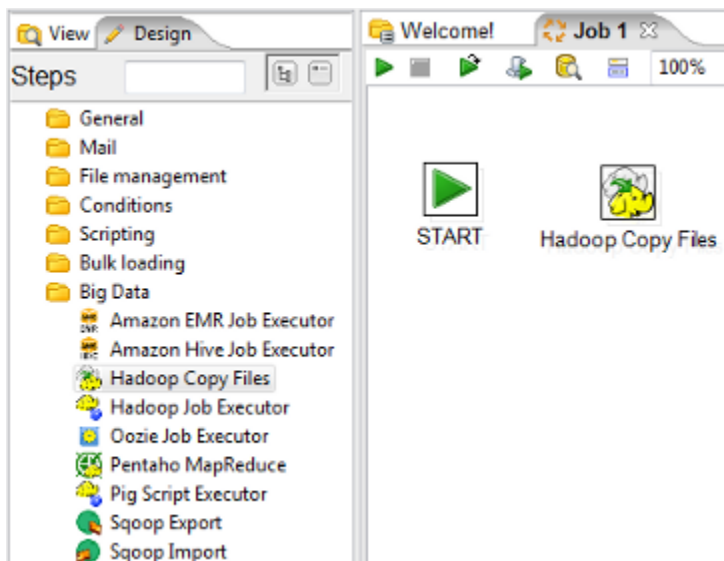 View Design
Steps
General
Mail
File management
Conditions
Scripting
Bulk loading
Big Data
Amazon EMR Job Executor
Amazon Hive Job Executor
Hadoop Copy Files
Hadoop Job Executor
Oozie Job Executor
Pentaho MapReduce
Pig Script Executor
Sqoop Export
Sqoop Import
Welcome! Job 1
100%
START
Hadoop Copy Files